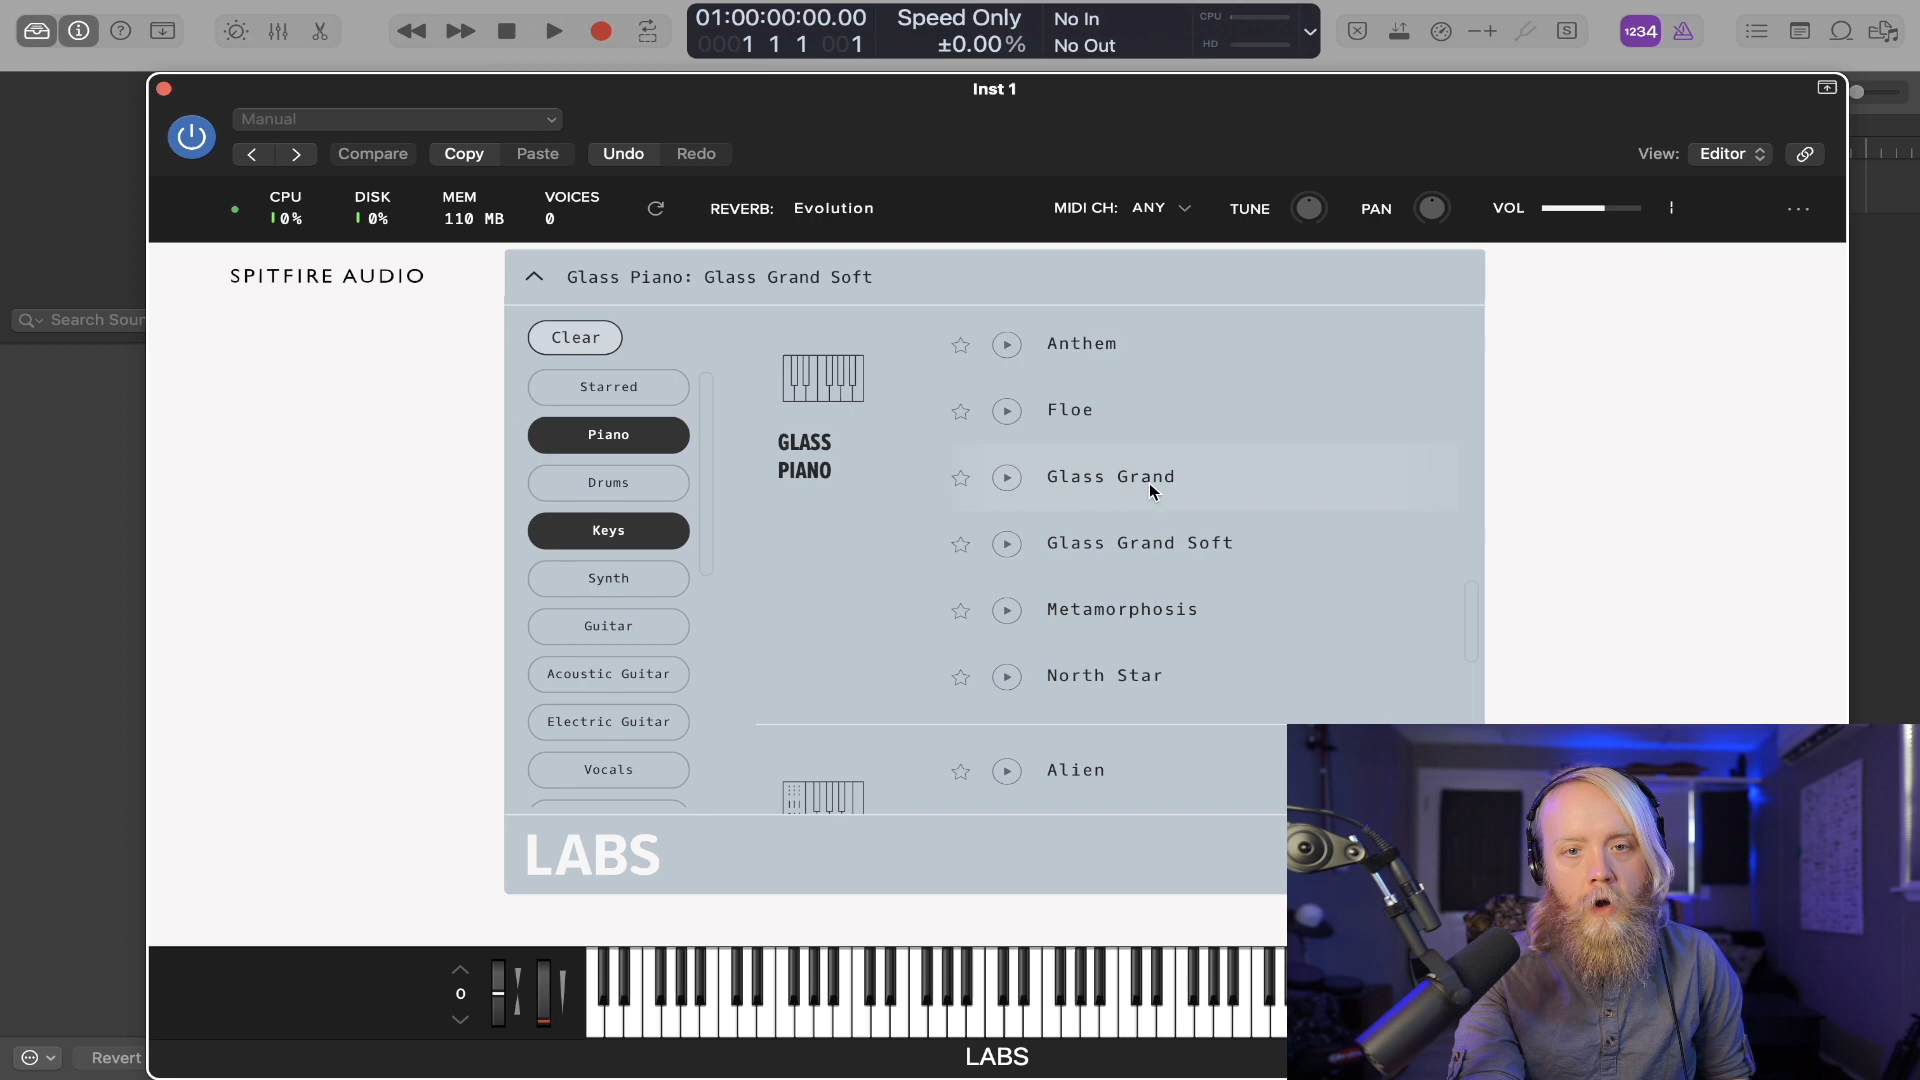 01:00:00:00.00
0001 1 1 001
Speed Only
±0.00%
No In
No Out
CPU
HD
S
1234
Inst 1
Manual
Compare
Copy
Paste
Undo
Redo
View:
Editor
CPU
0%
DISK
0%
MEM
110 MB
VOICES
0
REVERB: Evolution
MIDI CH: ANY
TUNE
PAN
VOL
SPITFIRE AUDIO
Search Soun
Glass Piano: Glass Grand Soft
Clear
Starred
Piano
Drums
Keys
Synth
Guitar
Acoustic Guitar
Electric Guitar
Vocals
GLASS
PIANO
Anthem
Floe
Glass Grand
Glass Grand Soft
Metamorphosis
North Star
Alien
LABS
0
Revert
LABS